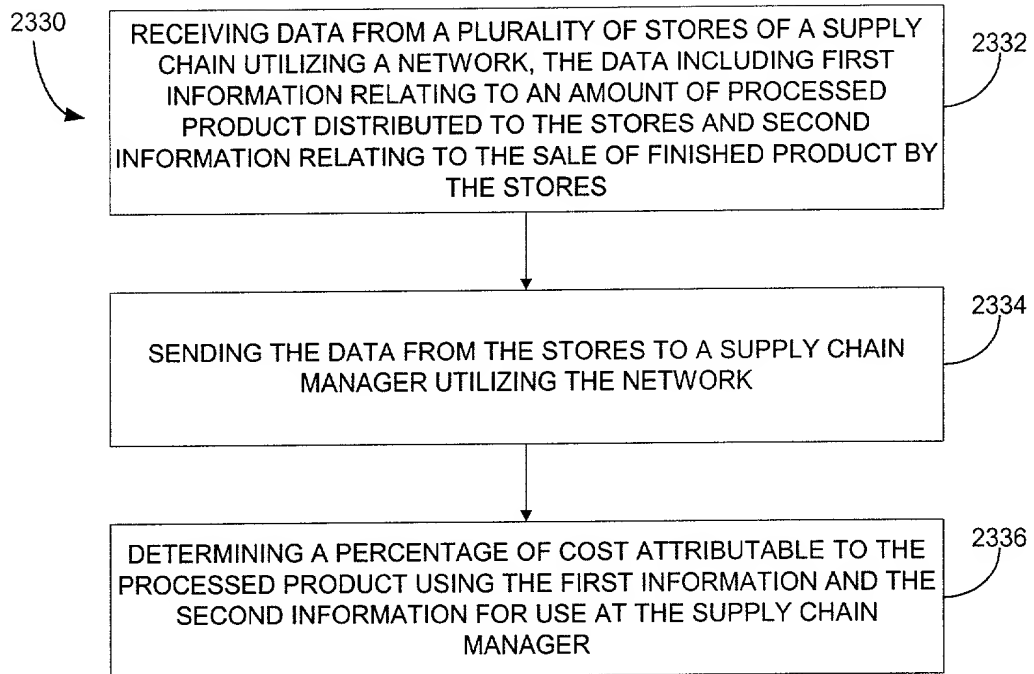 2330
RECEIVING DATA FROM A PLURALITY OF STORES OF A SUPPLY
CHAIN UTILIZING A NETWORK, THE DATA INCLUDING FIRST
INFORMATION RELATING TO AN AMOUNT OF PROCESSED
PRODUCT DISTRIBUTED TO THE STORES AND SECOND
INFORMATION RELATING TO THE SALE OF FINISHED PRODUCT BY
THE STORES
2332
SENDING THE DATA FROM THE STORES TO A SUPPLY CHAIN
MANAGER UTILIZING THE NETWORK
2334
DETERMINING A PERCENTAGE OF COST ATTRIBUTABLE TO THE
PROCESSED PRODUCT USING THE FIRST INFORMATION AND THE
SECOND INFORMATION FOR USE AT THE SUPPLY CHAIN
MANAGER
2336